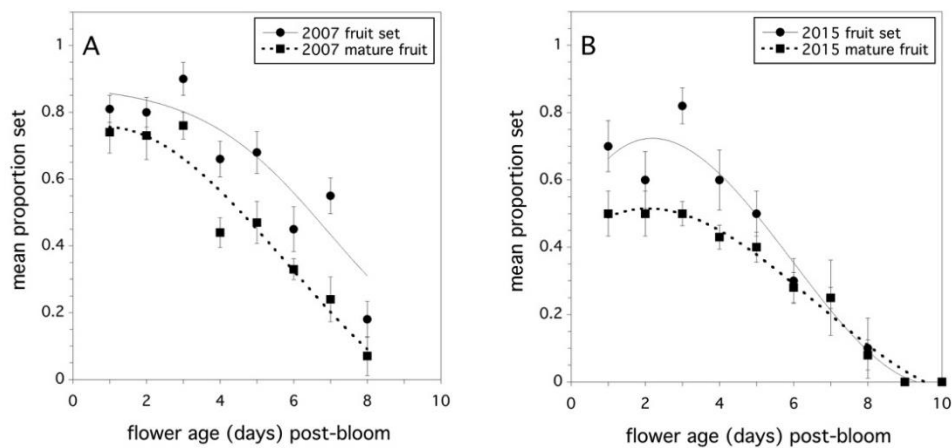 A
2007 fruit set
2007 mature fruit
mean proportion set
1
0.8
0.6
0.4
0.2
0
0 2 4 6 8 10
flower age (days) post-bloom
B
2015 fruit set
2015 mature fruit
mean proportion set
1
0.8
0.6
0.4
0.2
0
0 2 4 6 8 10
flower age (days) post-bloom